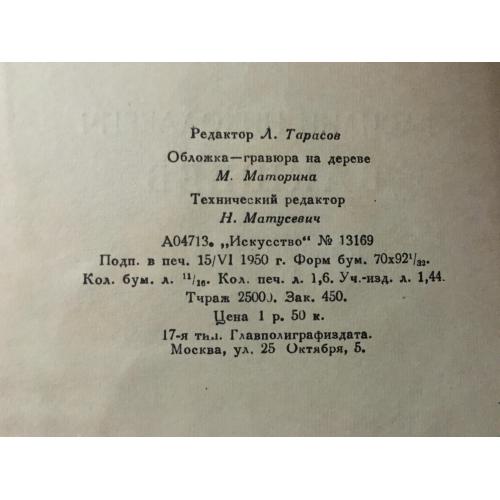 Редактор Л. Тарасов
Обложка—гравюра на дереве
М. Маторина
Технический редактор
Н. Матусевич
А04713. „Искусство“ № 13169
Подп. в печ. 15/VI 1950 г. Форм бум. 70х92¹/₃₂.
Кол. бум. л. ¹¹/₁₆. Кол. печ. л. 1,6. Уч.-изд. л. 1,44.
Тираж 25000. Зак. 450.
Цена 1 р. 50 к.
17-я тип. Главполиграфиздата.
Москва, ул. 25 Октября, 5.